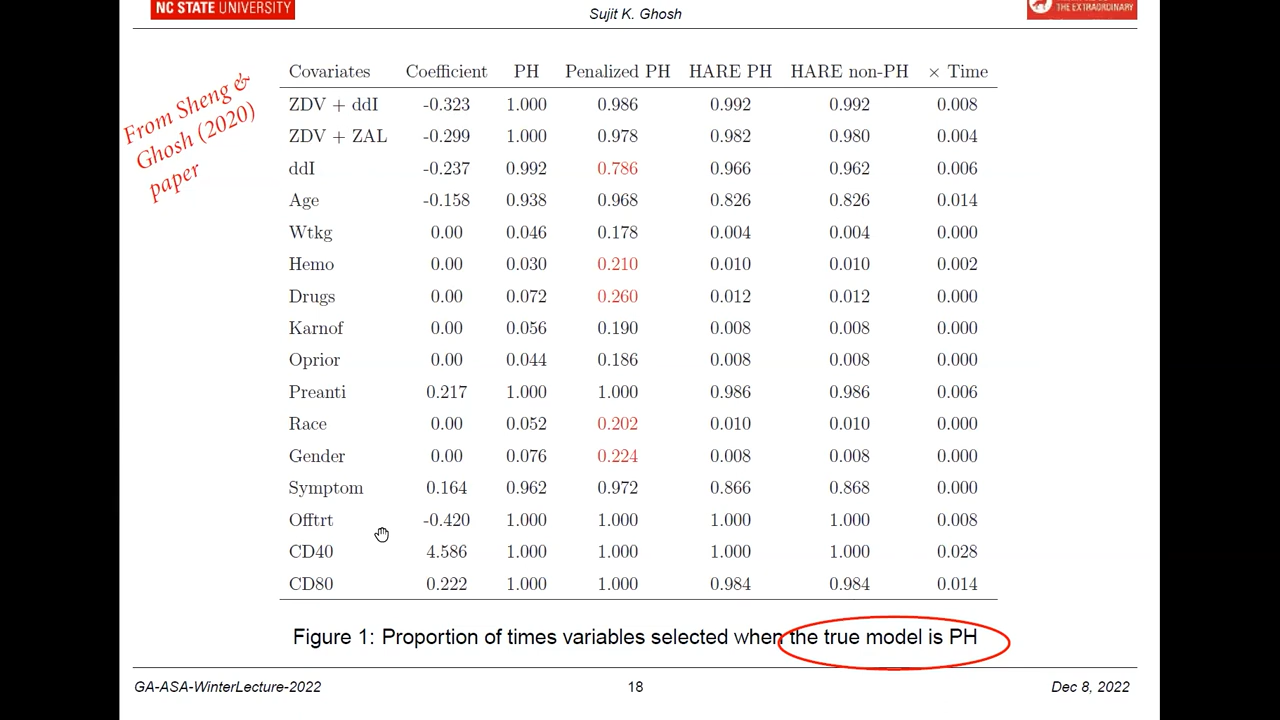 NC STATE UNIVERSITY
Sujit K. Ghosh
THE EXTRAORDINARY
From Sheng &
Ghosh (2020)
paper
Covariates Coefficient PH Penalized PH HARE PH HARE non-PH × Time
ZDV + ddI -0.323 1.000 0.986 0.992 0.992 0.008
ZDV + ZAL -0.299 1.000 0.978 0.982 0.980 0.004
ddI -0.237 0.992 0.786 0.966 0.962 0.006
Age -0.158 0.938 0.968 0.826 0.826 0.014
Wtkg 0.00 0.046 0.178 0.004 0.004 0.000
Hemo 0.00 0.030 0.210 0.010 0.010 0.002
Drugs 0.00 0.072 0.260 0.012 0.012 0.000
Karnof 0.00 0.056 0.190 0.008 0.008 0.000
Oprior 0.00 0.044 0.186 0.008 0.008 0.000
Preanti 0.217 1.000 1.000 0.986 0.986 0.006
Race 0.00 0.052 0.202 0.010 0.010 0.000
Gender 0.00 0.076 0.224 0.008 0.008 0.000
Symptom 0.164 0.962 0.972 0.866 0.868 0.000
Offtrt -0.420 1.000 1.000 1.000 1.000 0.008
CD40 4.586 1.000 1.000 1.000 1.000 0.028
CD80 0.222 1.000 1.000 0.984 0.984 0.014
Figure 1: Proportion of times variables selected when the true model is PH
GA-ASA-WinterLecture-2022 18 Dec 8, 2022